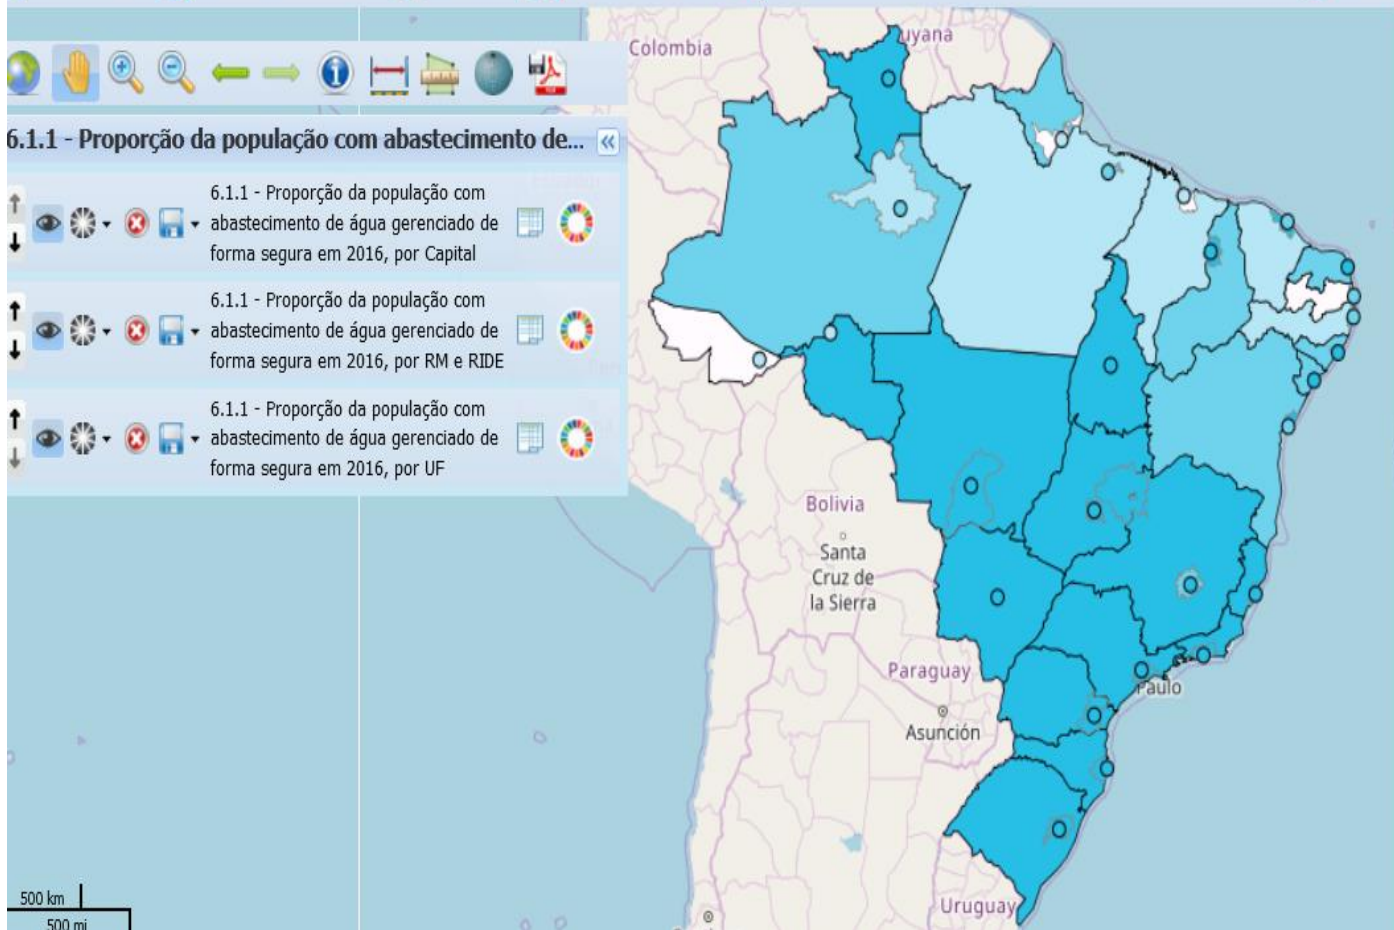 6.1.1 - Proporção da população com abastecimento de...
6.1.1 - Proporção da população com
abastecimento de água gerenciado de
forma segura em 2016, por Capital
6.1.1 - Proporção da população com
abastecimento de água gerenciado de
forma segura em 2016, por RM e RIDE
6.1.1 - Proporção da população com
abastecimento de água gerenciado de
forma segura em 2016, por UF
Colombia
uyana
Bolivia
Santa
Cruz de
la Sierra
Paraguay
Paulo
Asunción
Uruguay
500 km
500 mi